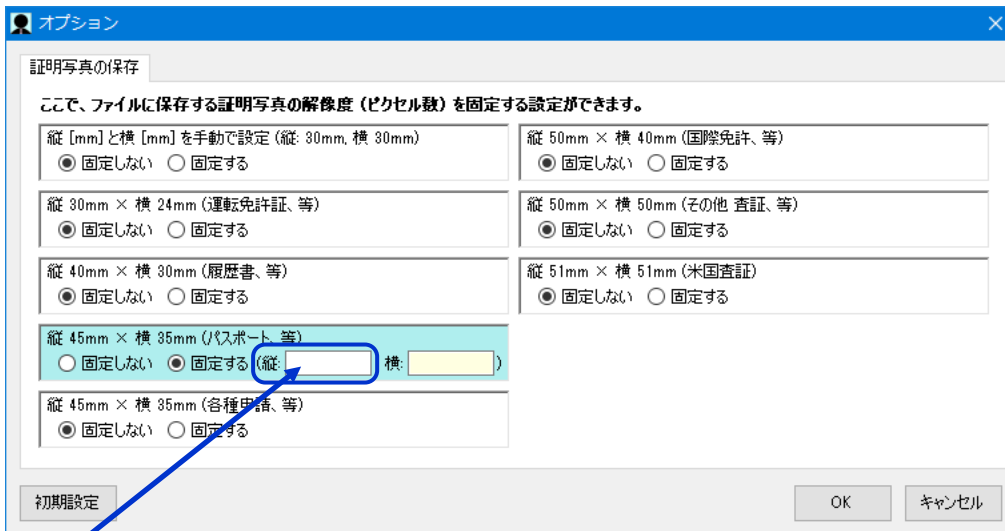 オプション
証明写真の保存
ここで、ファイルに保存する証明写真の解像度（ピクセル数）を固定する設定ができます。
縦 [mm] と横 [mm] を手動で設定 (縦: 30mm, 横 30mm)
固定しない 固定する
縦 30mm × 横 24mm (運転免許証、等)
固定しない 固定する
縦 40mm × 横 30mm (履歴書、等)
固定しない 固定する
縦 45mm × 横 35mm (パスポート、等)
固定しない 固定する (縦: 横: )
縦 45mm × 横 35mm (各種申請、等)
固定しない 固定する
縦 50mm × 横 40mm (国際免許、等)
固定しない 固定する
縦 50mm × 横 50mm (その他 査証、等)
固定しない 固定する
縦 51mm × 横 51mm (米国査証)
固定しない 固定する
初期設定
OK
キャンセル